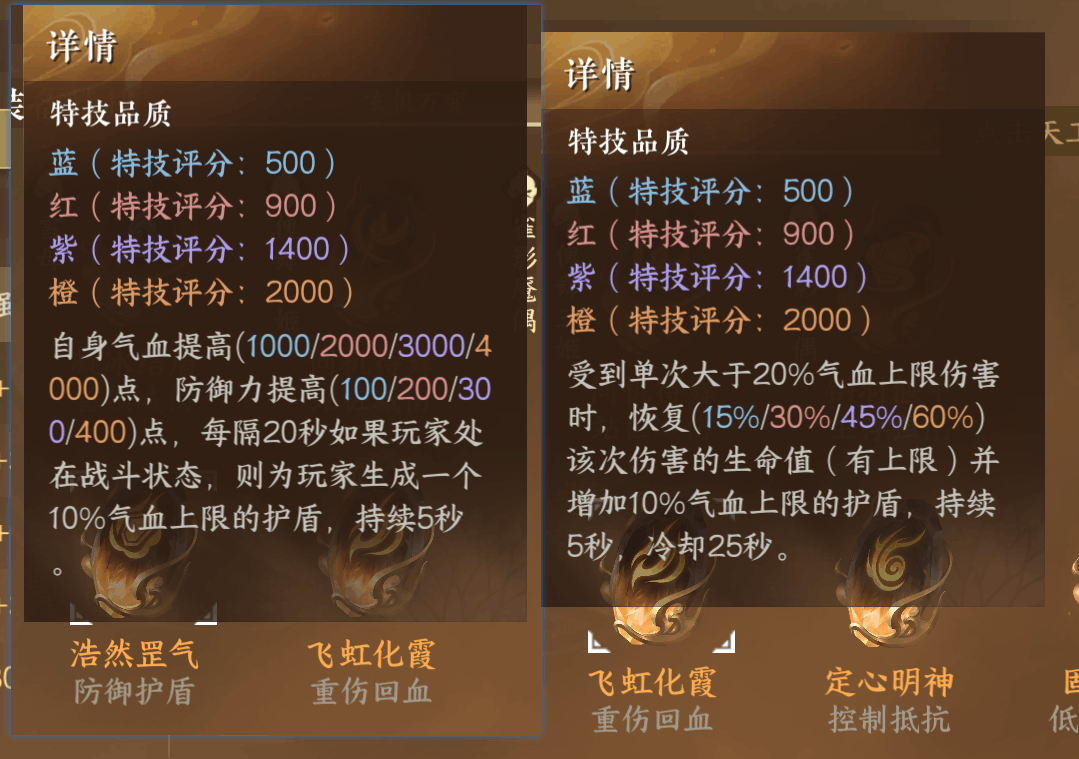 详情
特技品质
蓝（特技评分：500）
红（特技评分：900）
紫（特技评分：1400）
橙（特技评分：2000）
自身气血提高(1000/2000/3000/4
000)点，防御力提高(100/200/30
0/400)点，每隔20秒如果玩家处
在战斗状态，则为玩家生成一个
10%气血上限的护盾，持续5秒
。
浩然罡气
防御护盾
飞虹化霞
重伤回血
详情
特技品质
蓝（特技评分：500）
红（特技评分：900）
紫（特技评分：1400）
橙（特技评分：2000）
受到单次大于20%气血上限伤害
时，恢复(15%/30%/45%/60%)
该次伤害的生命值（有上限）并
增加10%气血上限的护盾，持续
5秒，冷却25秒。
飞虹化霞
重伤回血
定心明神
控制抵抗
低